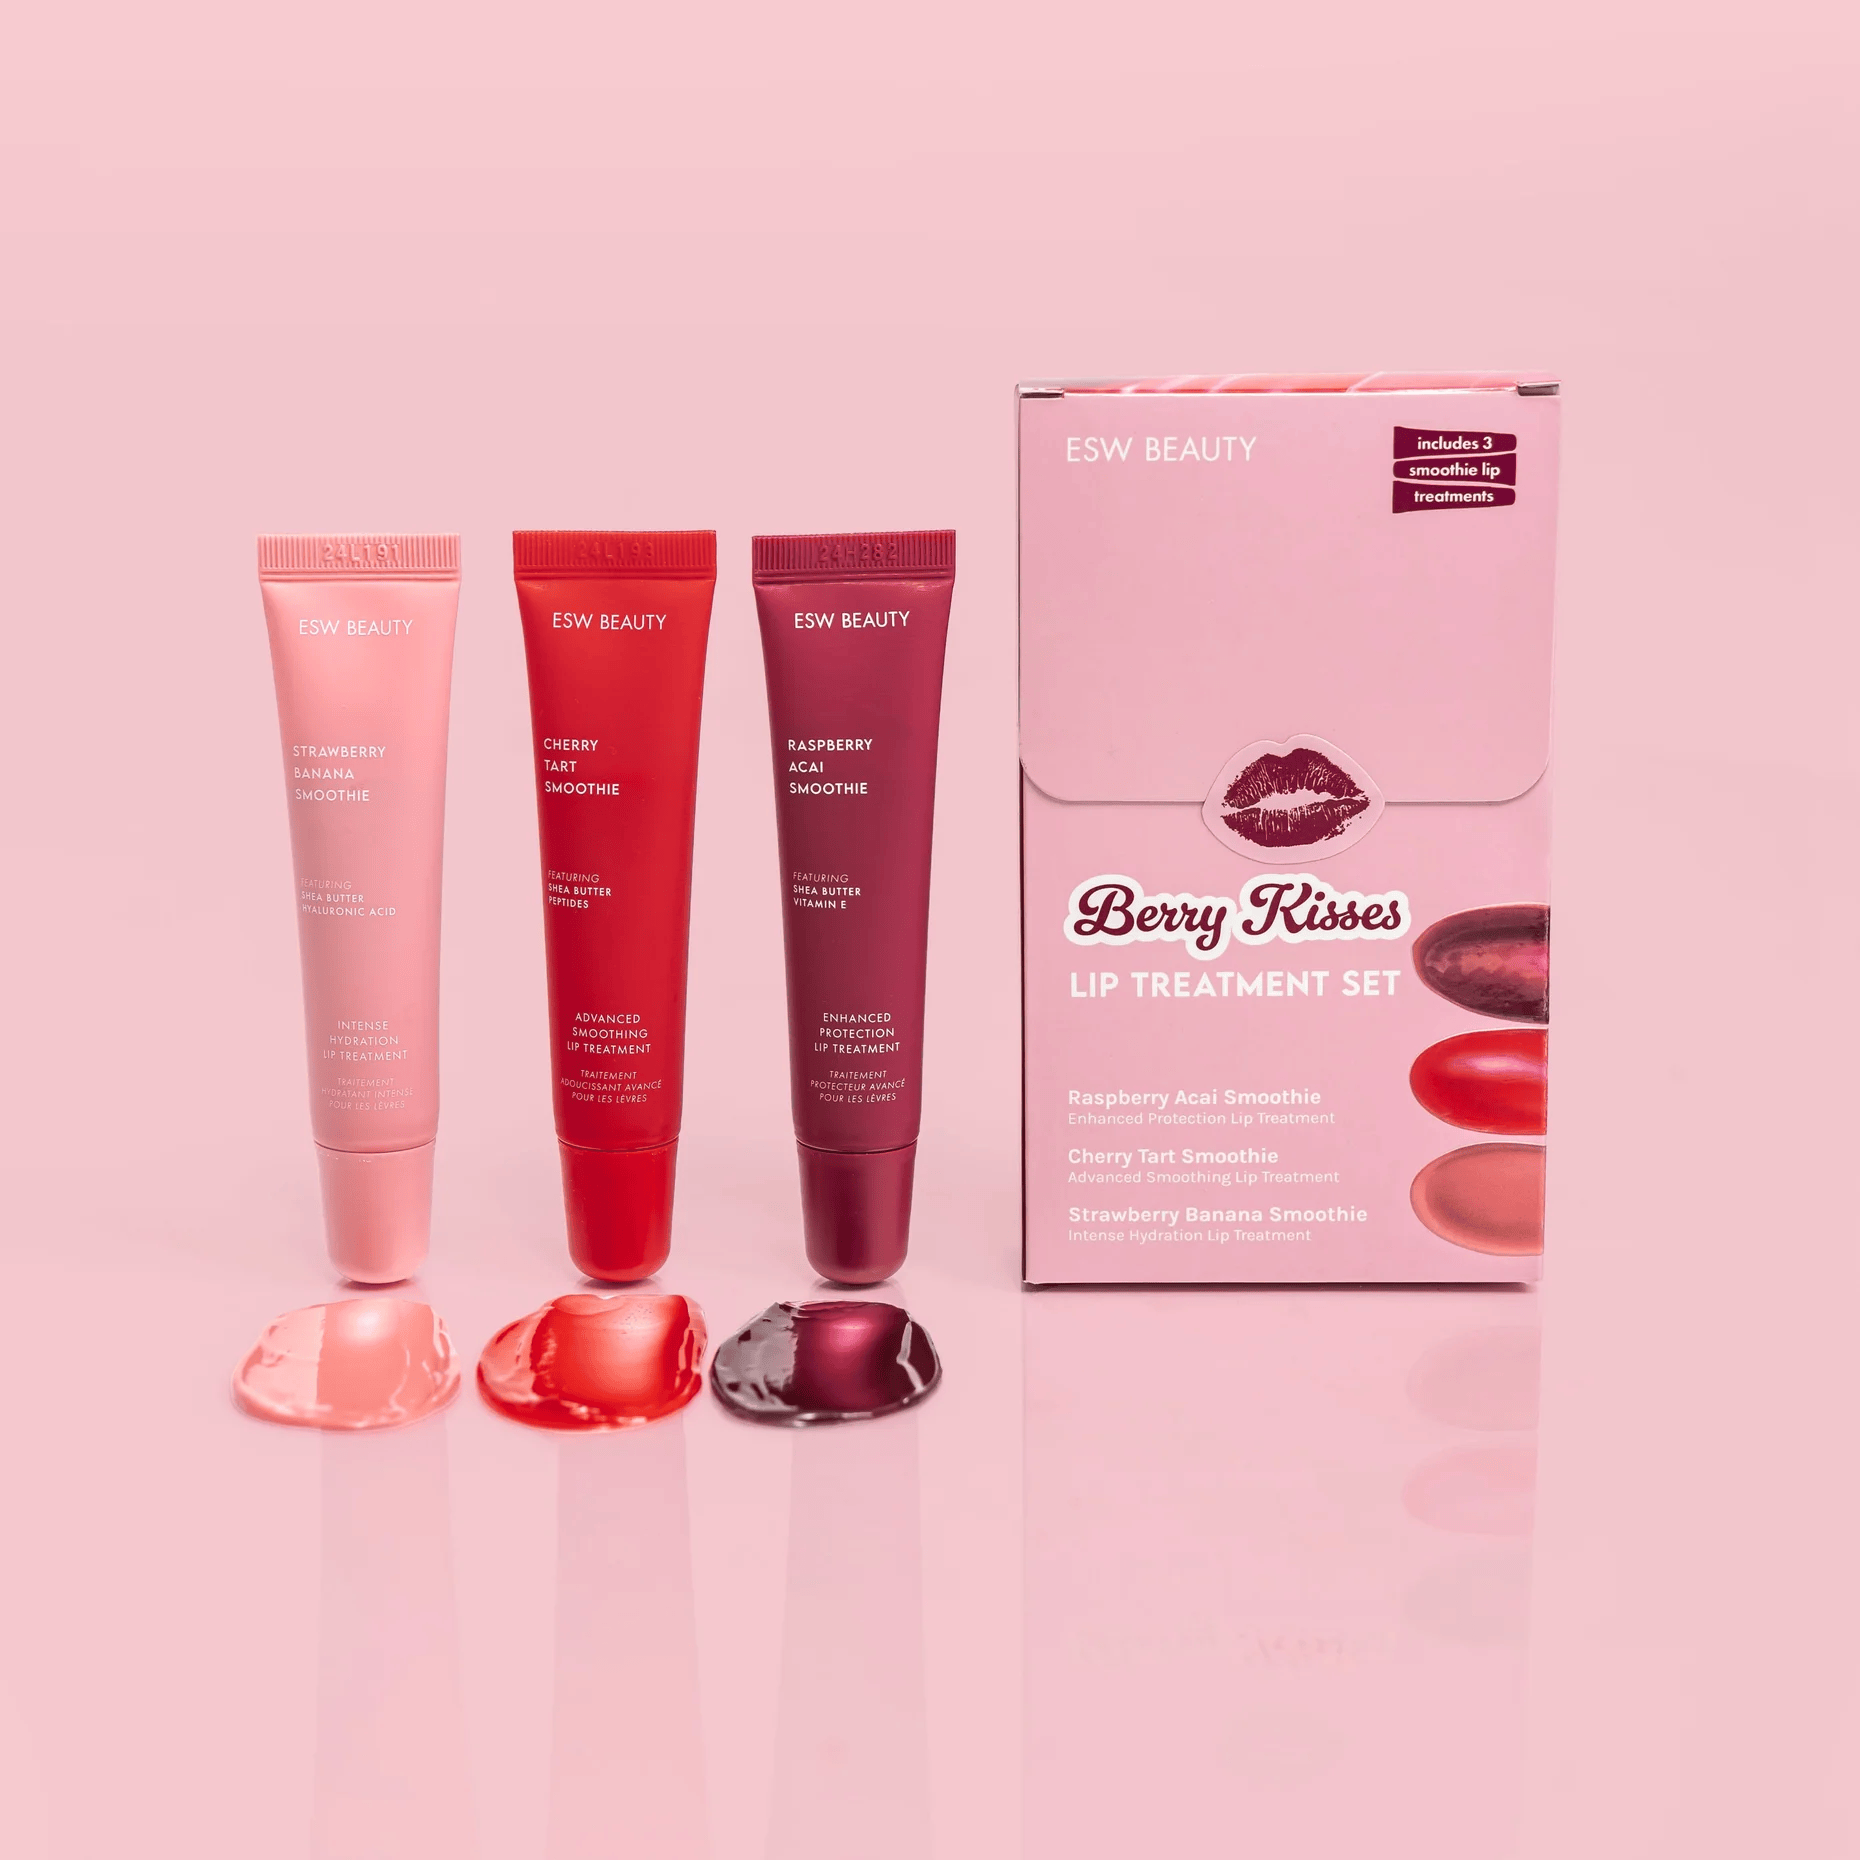 24L191
ESW BEAUTY
STRAWBERRY
BANANA
SMOOTHIE
FEATURING
SHEA BUTTER
HYALURONIC ACID
INTENSE
HYDRATION
LIP TREATMENT
TRAITEMENT
HYDRATANT INTENSE
POUR LES LÈVRES
24L193
ESW BEAUTY
CHERRY
TART
SMOOTHIE
FEATURING
SHEA BUTTER
PEPTIDES
ADVANCED
SMOOTHING
LIP TREATMENT
TRAITEMENT
ADOUCISSANT AVANCÉ
POUR LES LÈVRES
24H282
ESW BEAUTY
RASPBERRY
ACAI
SMOOTHIE
FEATURING
SHEA BUTTER
VITAMIN E
ENHANCED
PROTECTION
LIP TREATMENT
TRAITEMENT
PROTECTEUR AVANCÉ
POUR LES LÈVRES
ESW BEAUTY
includes 3
smoothie lip
treatments
Berry Kisses
LIP TREATMENT SET
Raspberry Acai Smoothie
Enhanced Protection Lip Treatment
Cherry Tart Smoothie
Advanced Smoothing Lip Treatment
Strawberry Banana Smoothie
Intense Hydration Lip Treatment